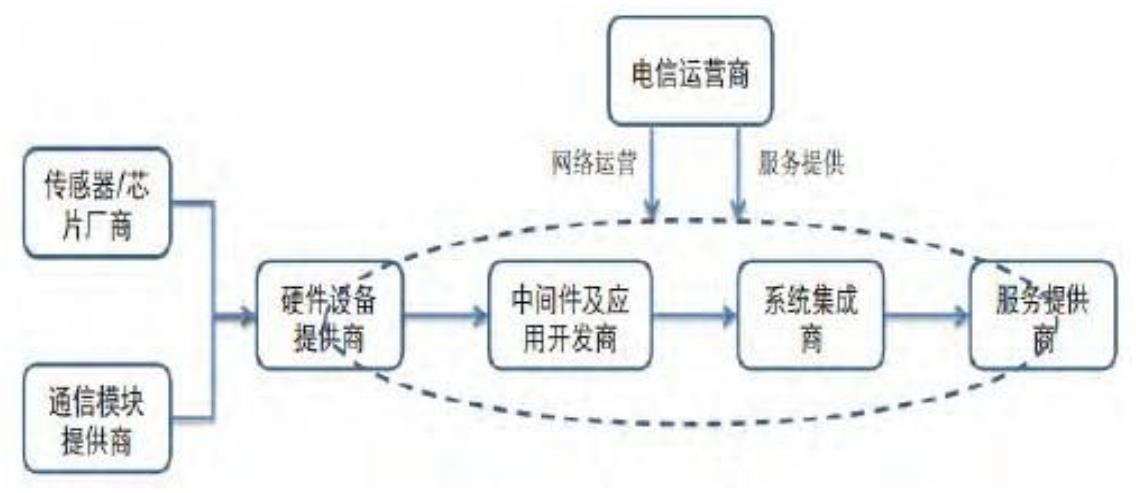 电信运营商
网络运营
服务提供
传感器/芯
片厂商
硬件设备
提供商
中间件及应
用开发商
系统集成
商
服务提供
商
通信模块
提供商